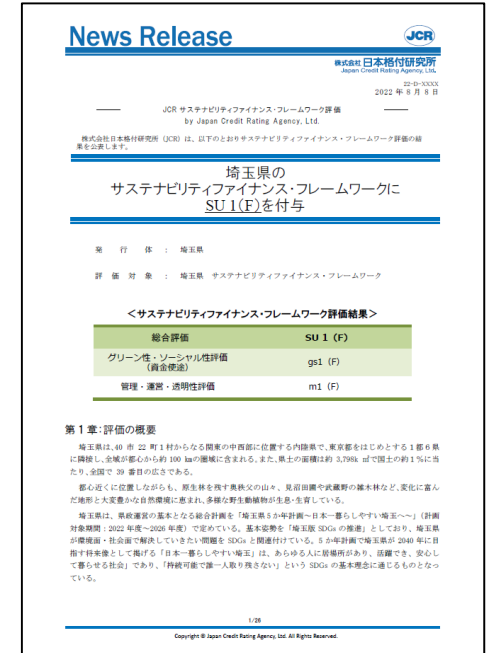 News Release
JCR
株式会社 日本格付研究所
Japan Credit Rating Agency, Ltd.
22-D-XXXX
2022 年 8 月 8 日
JCR サステナビリティファイナンス・フレームワーク評価
by Japan Credit Rating Agency, Ltd.
株式会社日本格付研究所（JCR）は、以下のとおりサステナビリティファイナンス・フレームワーク評価の結
果を公表します。
埼玉県の
サステナビリティファイナンス・フレームワークに
SU 1(F)を付与
発 行 体 ： 埼玉県
評 価 対 象 ： 埼玉県 サステナビリティファイナンス・フレームワーク
＜サステナビリティファイナンス・フレームワーク評価結果＞
総合評価 SU 1（F）
グリーン性・ソーシャル性評価
（資金使途） gs1（F）
管理・運営・透明性評価 m1（F）
第 1 章：評価の概要
埼玉県は、40 市 22 町 1 村からなる関東の中西部に位置する内陸県で、東京都をはじめとする 1 都 6 県
に隣接し、全域が都心から約 100 kmの圏域に含まれる。また、県土の面積は約 3,798k ㎡で国土の約 1％に当
たり、全国で 39 番目の広さである。
都心近くに位置しながらも、原生林を残す奥秩父の山々、見沼田圃や武蔵野の雑木林など、変化に富ん
だ地形と大変豊かな自然環境に恵まれ、多様な野生動植物が生息・生育している。
埼玉県は、県政運営の基本となる総合計画を「埼玉県 5 か年計画～日本一暮らしやすい埼玉へ～」（計画
対象期間：2022 年度～2026 年度）で定めている。基本姿勢を「埼玉版 SDGs の推進」としており、埼玉県
が環境面・社会面で解決していきたい問題を SDGs と関連付けている。5 か年計画で埼玉県が 2040 年に目
指す将来像として掲げる「日本一暮らしやすい埼玉」は、あらゆる人に居場所があり、活躍でき、安心し
て暮らせる社会」であり、「持続可能で誰一人取り残さない」という SDGs の基本理念に通じるものとなっ
ている。
1/26
Copyright © Japan Credit Rating Agency, Ltd. All Rights Reserved.